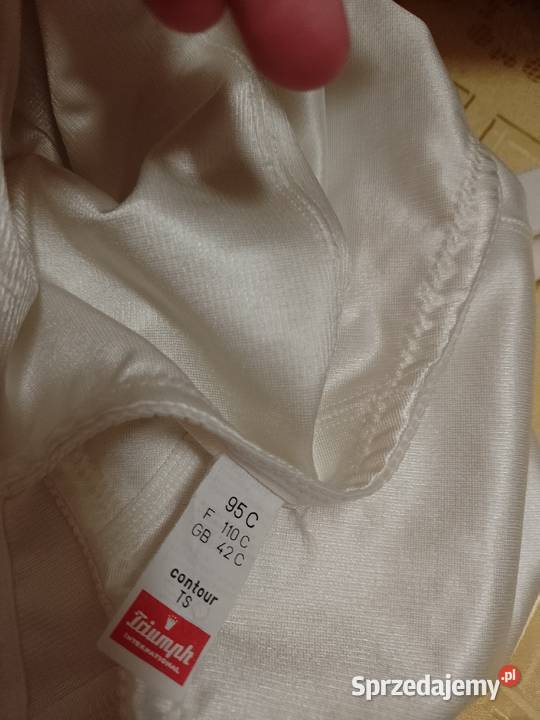 95 C
F 110 C
GB 42 C
contour
TS
Triumph
INTERNATIONAL
Sprzedajemy.pl